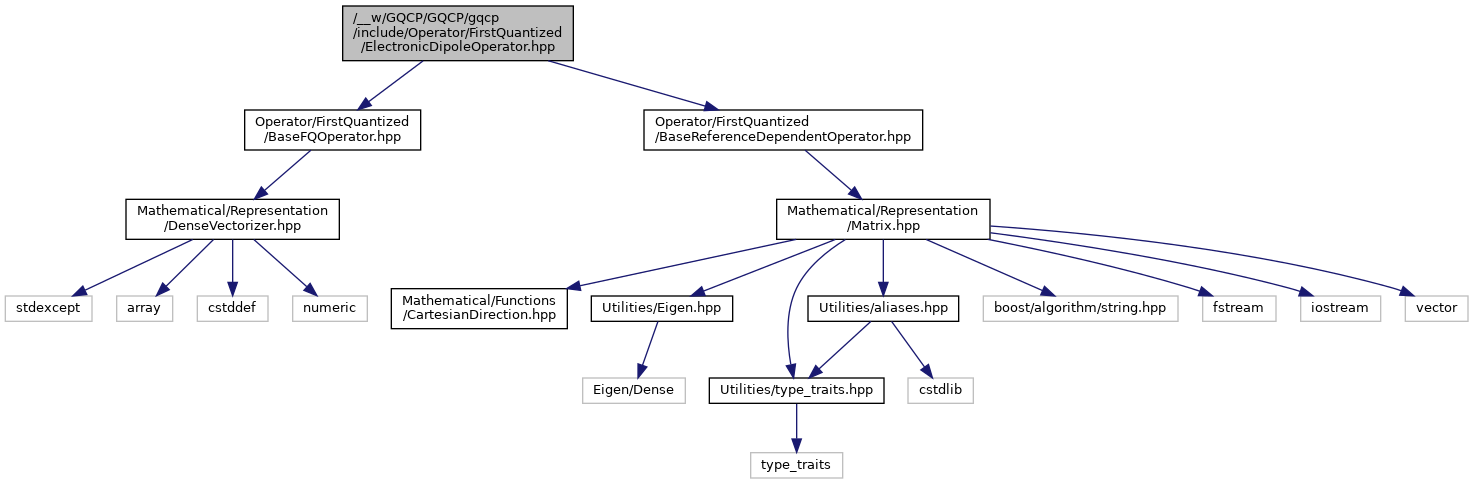 /__w/GQCP/GQCP/gqcp
/include/Operator/FirstQuantized
/ElectronicDipoleOperator.hpp
Operator/FirstQuantized
/BaseFQOperator.hpp
Operator/FirstQuantized
/BaseReferenceDependentOperator.hpp
Mathematical/Representation
/DenseVectorizer.hpp
Mathematical/Representation
/Matrix.hpp
stdexcept
array
cstddef
numeric
Mathematical/Functions
/CartesianDirection.hpp
Utilities/Eigen.hpp
Utilities/aliases.hpp
boost/algorithm/string.hpp
fstream
iostream
vector
Eigen/Dense
Utilities/type_traits.hpp
cstdlib
type_traits